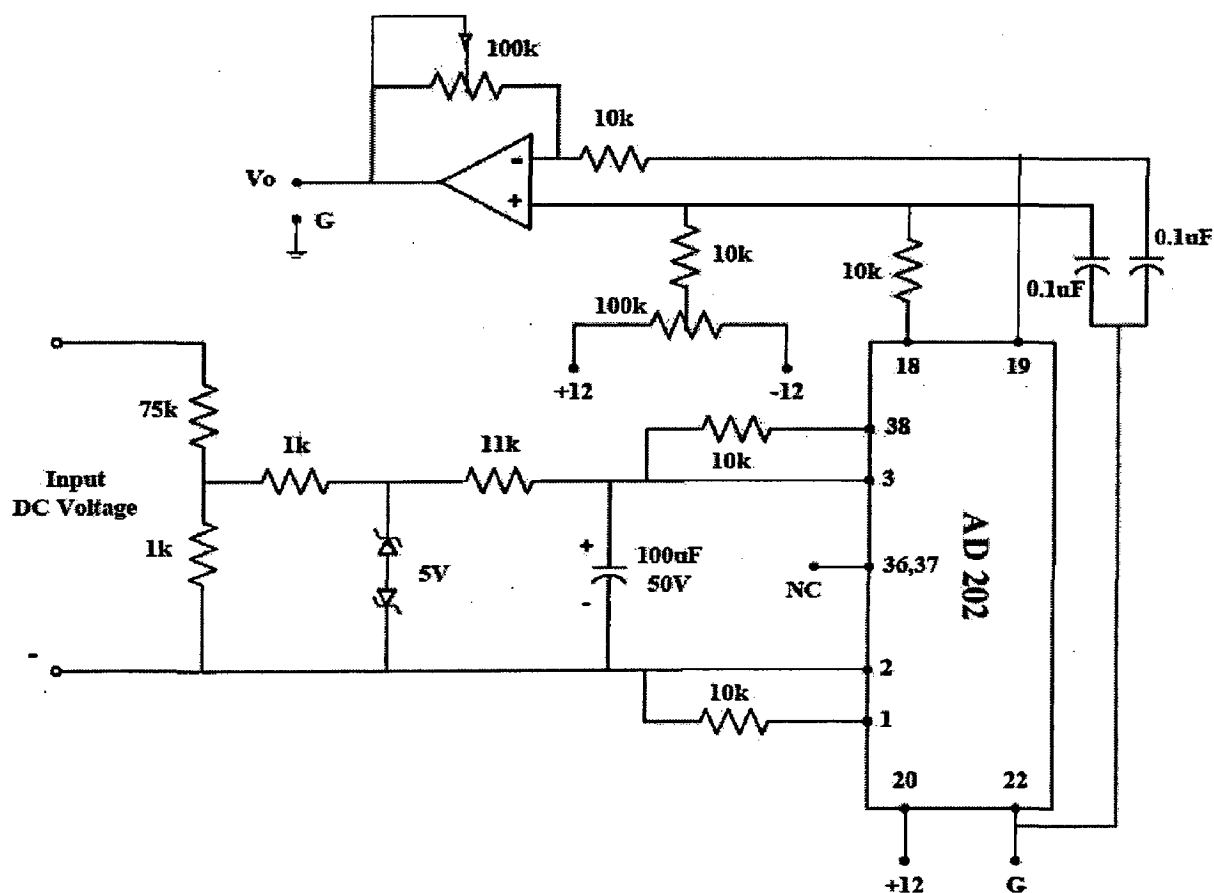 100k
10k
Vo
-
+
G
10k
10k
0.1uF
0.1uF
100k
+12
-12
18
19
75k
38
1k
11k
10k
3
Input
DC Voltage
1k
5V
+
100uF
50V
-
NC
36,37
AD 202
-
2
10k
1
20
22
+12
G